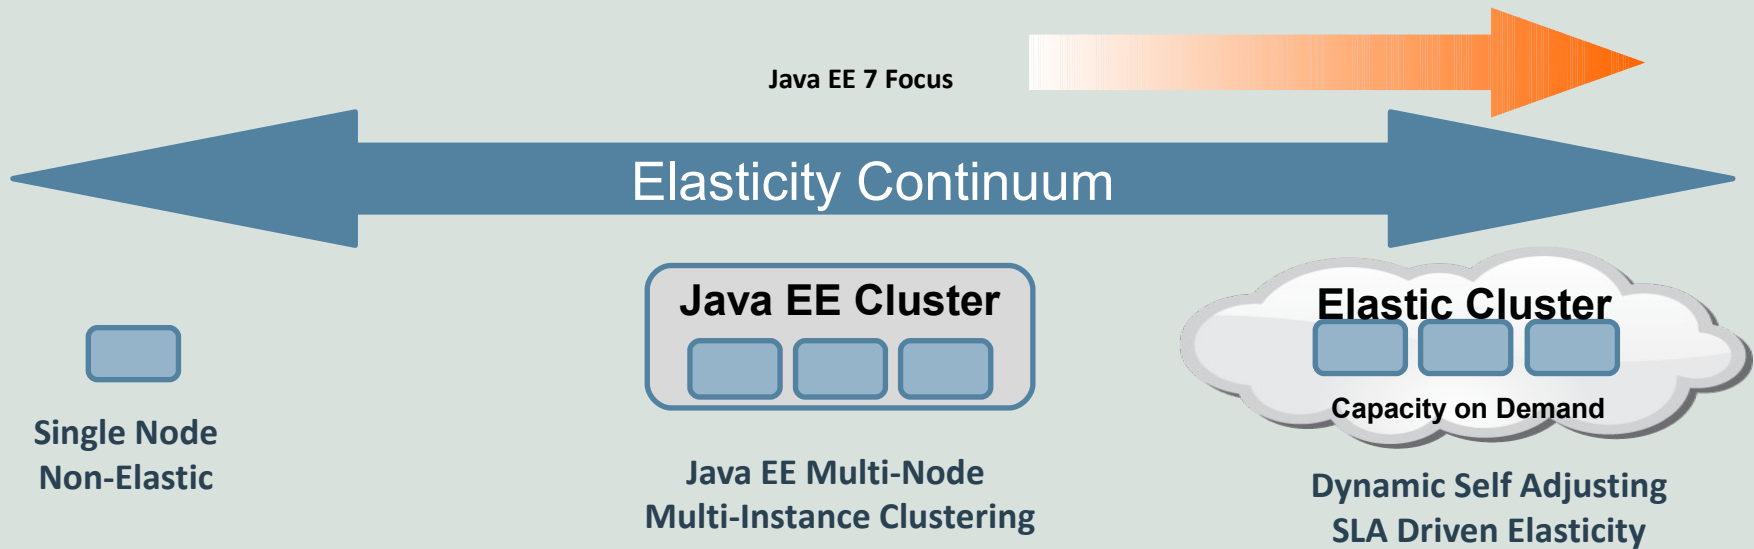 Java EE 7 Focus
Elasticity Continuum
Single Node
Non-Elastic
Java EE Cluster
Java EE Multi-Node
Multi-Instance Clustering
Elastic Cluster
Capacity on Demand
Dynamic Self Adjusting
SLA Driven Elasticity